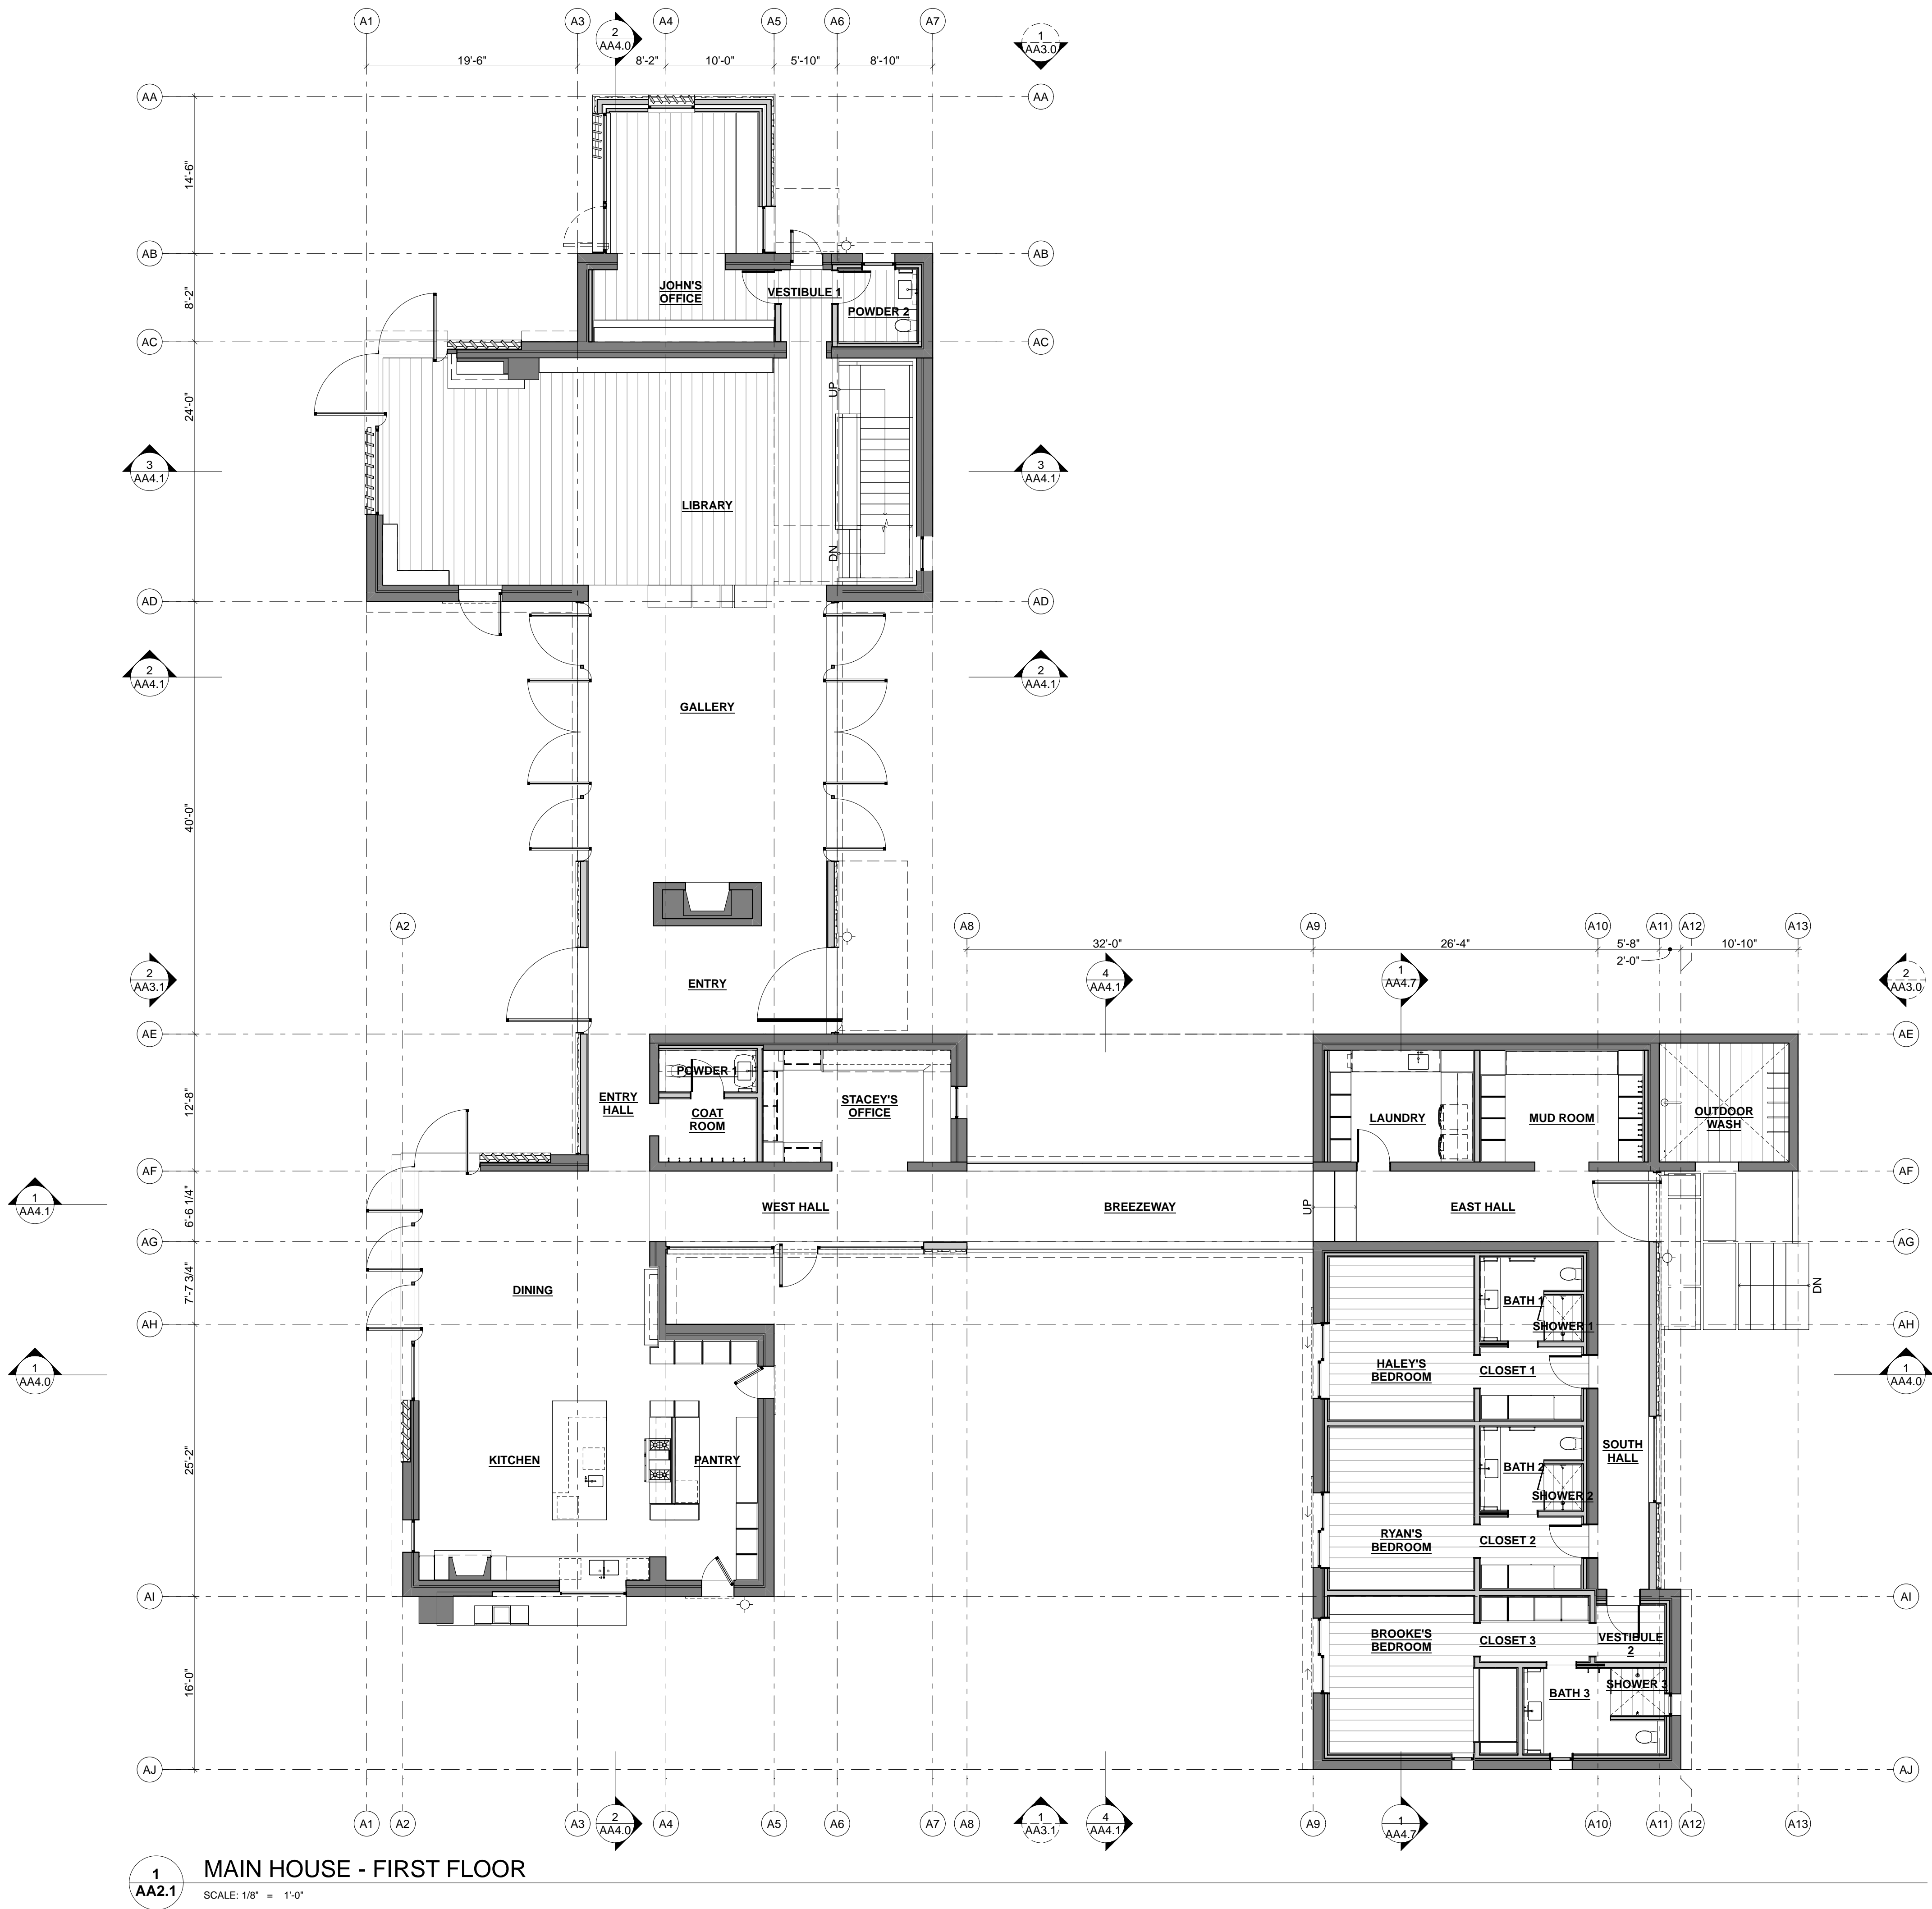 A1 A3 A4 A5 A6 A7
2
AA4.0
1
AA3.0
19'-6" 8'-2" 10'-0" 5'-10" 8'-10"
AA AA
14'-6"
AB AB
8'-2"
JOHN'S
OFFICE
VESTIBULE 1
POWDER 2
AC AC
24'-0"
UP
3
AA4.1
3
AA4.1
LIBRARY
DN
AD AD
2
AA4.1
2
AA4.1
GALLERY
40'-0"
A2 A8 A9 A10 A11 A12 A13
32'-0" 26'-4" 5'-8" 10'-10"
2'-0"
2
AA3.1
ENTRY
4
AA4.1
1
AA4.7
2
AA3.0
AE AE
12'-8"
POWDER 1
ENTRY
HALL
COAT
ROOM
STACEY'S
OFFICE
LAUNDRY
MUD ROOM
OUTDOOR
WASH
AF AF
6'-6 1/4"
1
AA4.1
WEST HALL
BREEZEWAY
UP
EAST HALL
AG AG
7'-7 3/4"
DINING
DN
BATH 1
SHOWER 1
AH AH
1
AA4.0
HALEY'S
BEDROOM
CLOSET 1
1
AA4.0
25'-2"
KITCHEN
PANTRY
SOUTH
HALL
BATH 2
SHOWER 2
RYAN'S
BEDROOM
CLOSET 2
AI AI
BROOKE'S
BEDROOM
CLOSET 3
VESTIBULE
2
16'-0"
SHOWER 3
BATH 3
AJ AJ
A1 A2 A3 A4 A5 A6 A7 A8 A9 A10 A11 A12 A13
2
AA4.0
1
AA3.1
4
AA4.1
1
AA4.7
1
AA2.1
MAIN HOUSE - FIRST FLOOR
SCALE: 1/8" = 1'-0"